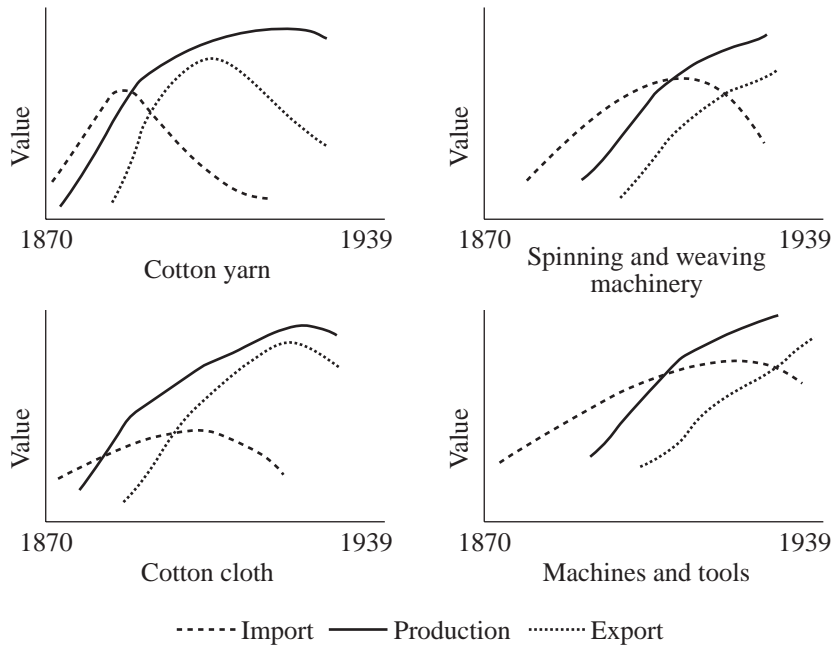 Value
1870
1939
Cotton yarn
Value
1870
1939
Spinning and weaving
machinery
Value
1870
1939
Cotton cloth
Value
1870
1939
Machines and tools
Import
Production
Export